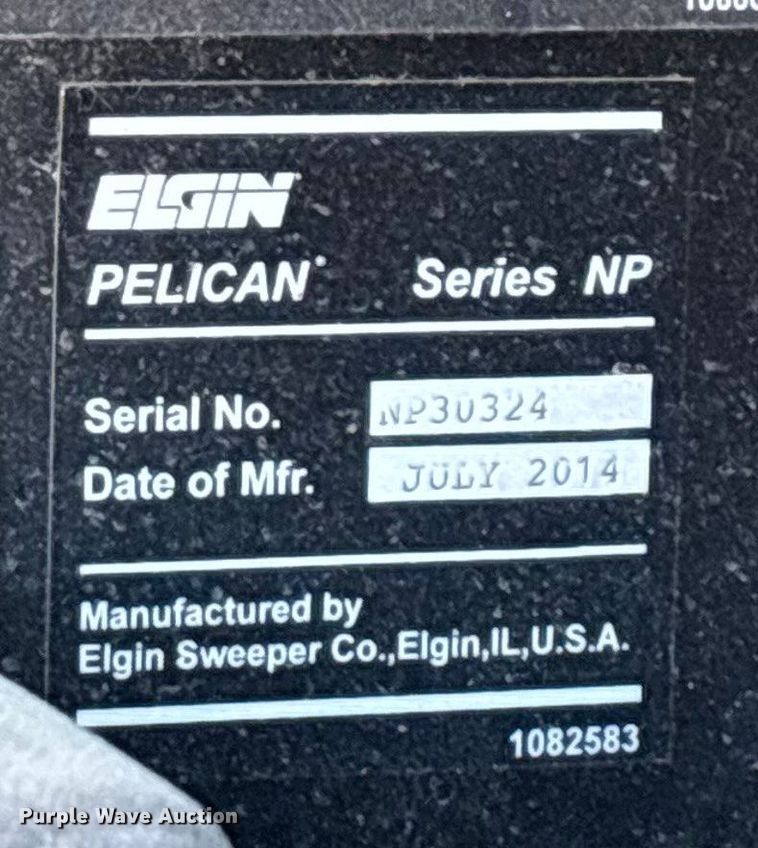 ELGIN
PELICAN® Series NP
Serial No. NP30324
Date of Mfr. JULY 2014
Manufactured by
Elgin Sweeper Co.,Elgin,IL,U.S.A.
1082583
Purple Wave Auction